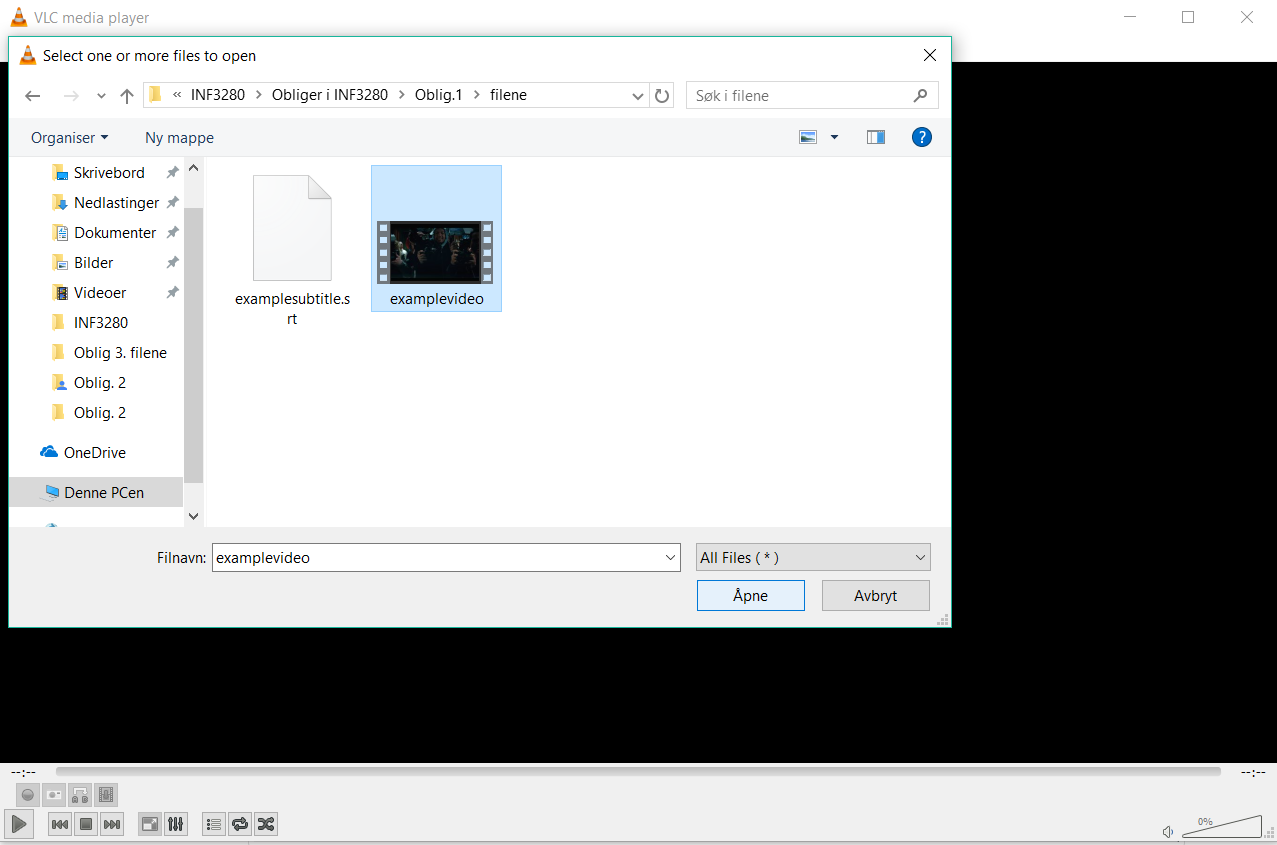 VLC media player
Select one or more files to open
« INF3280 > Obliger i INF3280 > Oblig.1 > filene
Søk i filene
Organiser
Ny mappe
?
Skrivebord
Nedlastinger
Dokumenter
Bilder
Videoer
INF3280
Oblig 3. filene
Oblig. 2
Oblig. 2
OneDrive
Denne PCen
examplesubtitle.s
rt
examplevideo
Filnavn: examplevideo
All Files ( * )
Åpne
Avbryt
--:--
--:--
0%